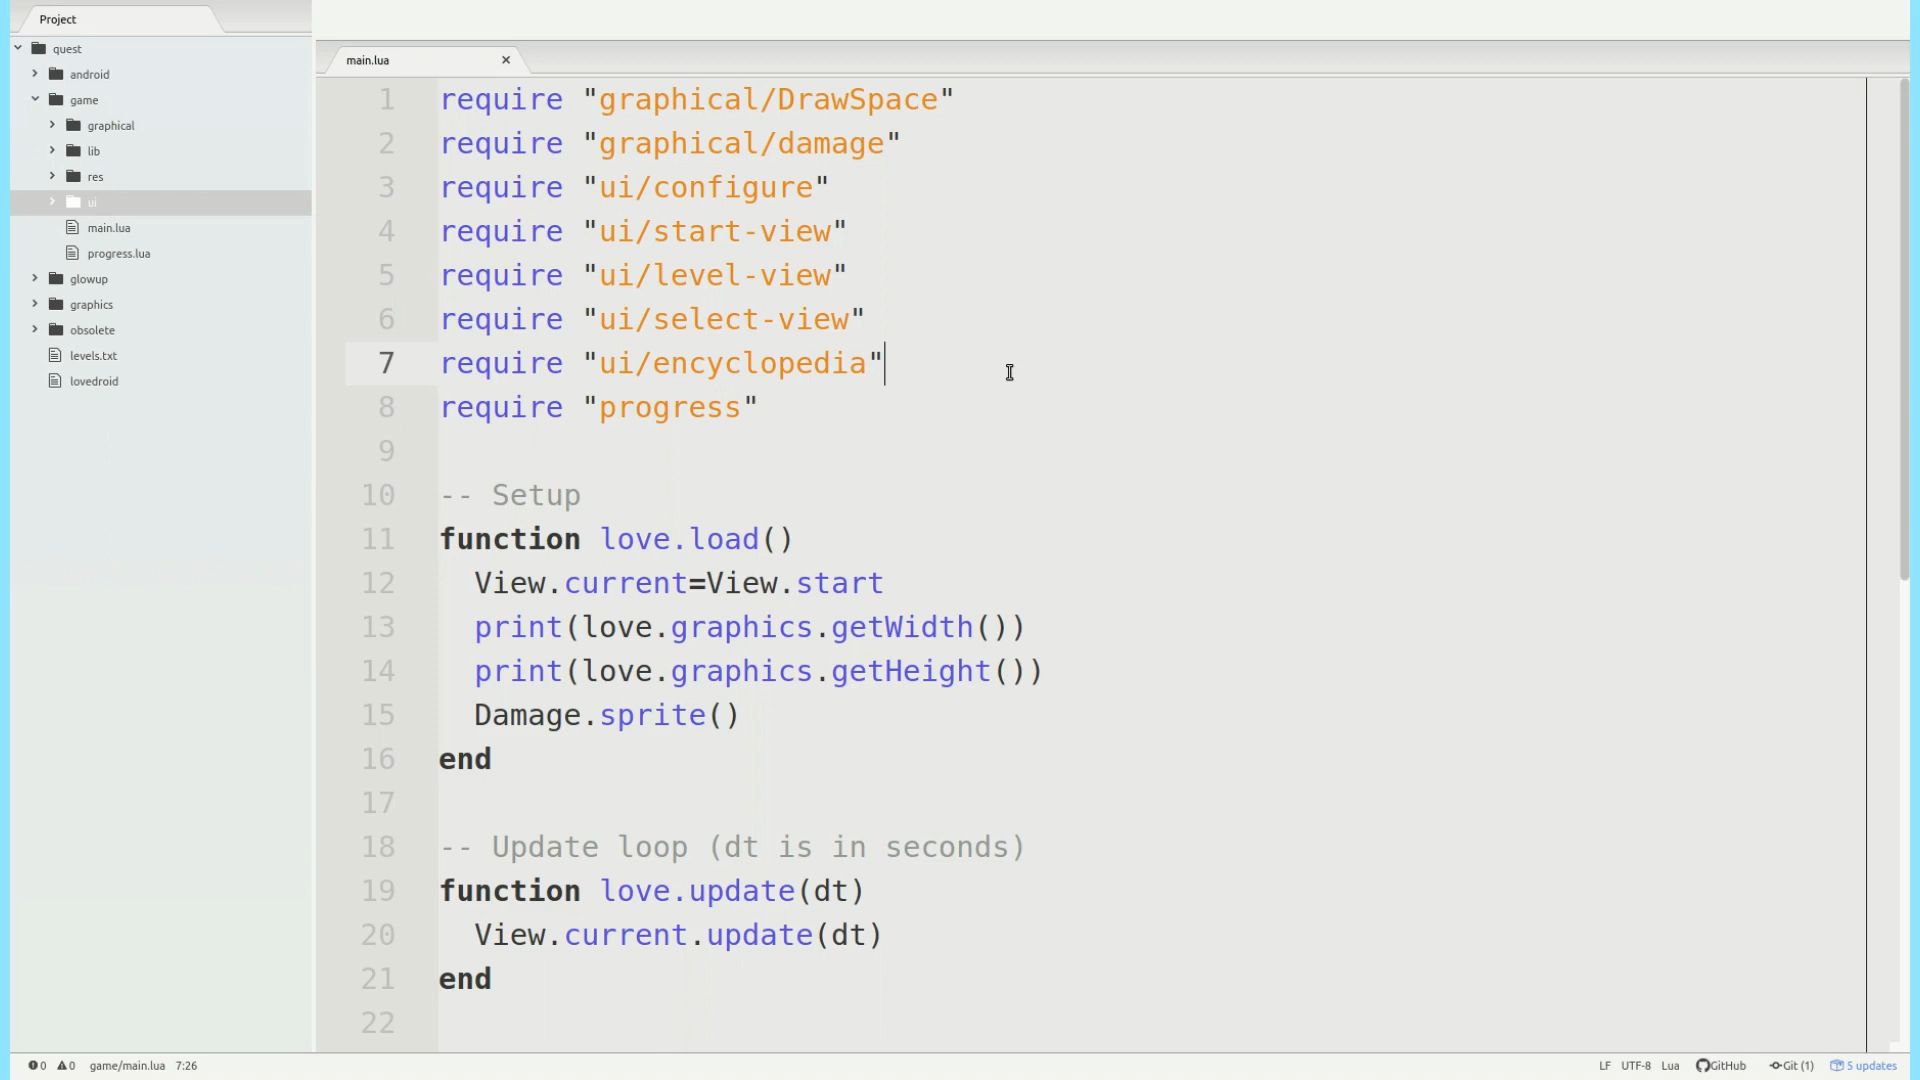 Project
quest
android
game
graphical
lib
res
ui
main.lua
progress.lua
glowup
graphics
obsolete
levels.txt
lovedroid
main.lua
1 require "graphical/DrawSpace"
2 require "graphical/damage"
3 require "ui/configure"
4 require "ui/start-view"
5 require "ui/level-view"
6 require "ui/select-view"
7 require "ui/encyclopedia"
8 require "progress"
9
10 -- Setup
11 function love.load()
12   View.current=View.start
13   print(love.graphics.getWidth())
14   print(love.graphics.getHeight())
15   Damage.sprite()
16 end
17
18 -- Update loop (dt is in seconds)
19 function love.update(dt)
20   View.current.update(dt)
21 end
22
0 0 game/main.lua 7:26 LF UTF-8 Lua GitHub Git (1) 5 updates